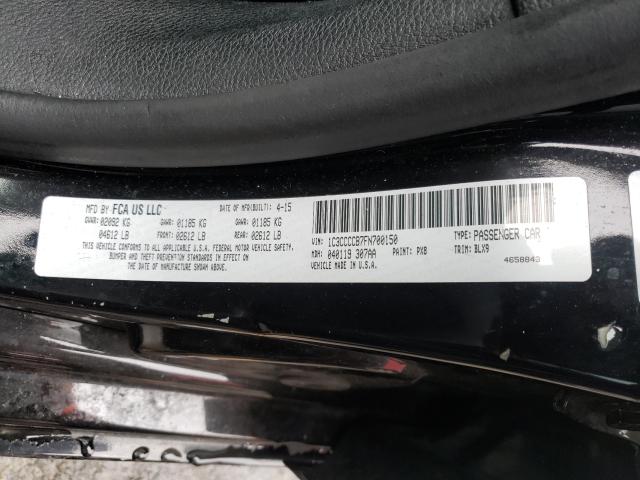 MFD BY FCA US LLC DATE OF MFR(BUILT): 4-15
GVWR: 02092 KG GAWR: 01185 KG GAWR: 01185 KG
04612 LB FRONT: 02612 LB REAR: 02612 LB
THIS VEHICLE CONFORMS TO ALL APPLICABLE U.S.A. FEDERAL MOTOR VEHICLE SAFETY,
BUMPER AND THEFT PREVENTION STANDARDS IN EFFECT ON
THE DATE OF MANUFACTURE SHOWN ABOVE.
VIN: 1C3CCCCB7FN700150 TYPE: PASSENGER CAR
MDH: 040119 307AA PAINT: PX8 TRIM: BLX9
VEHICLE MADE IN U.S.A. 4658843